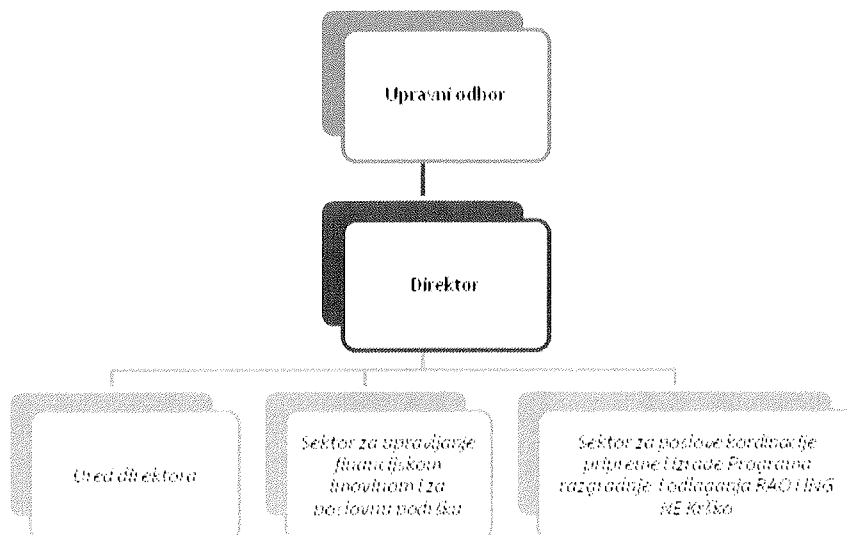 Upravni odbor
Direktor
Ured direktora
Sektor za upravljanje
financijskom
imovinom i za
poslovnu podršku
Sektor za poslove kordinacije
pripreme i izrade Programa
razgradnje i odlaganja RAO i ING
NE Krško